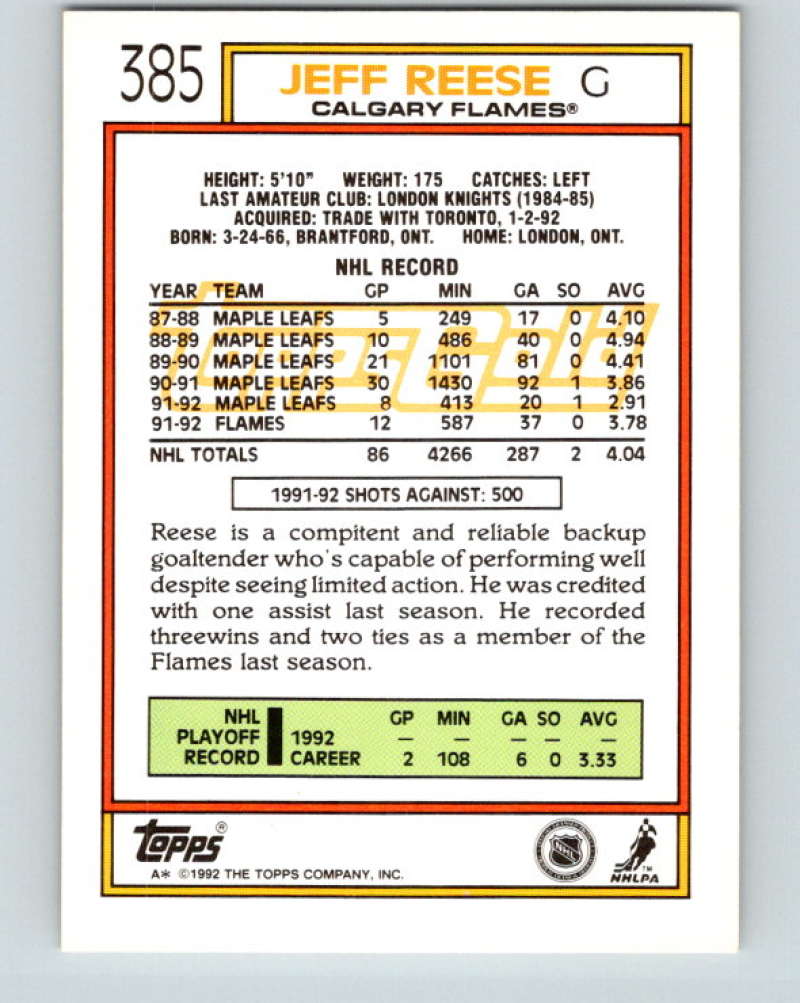 385 JEFF REESE G
CALGARY FLAMES®
HEIGHT: 5'10" WEIGHT: 175 CATCHES: LEFT
LAST AMATEUR CLUB: LONDON KNIGHTS (1984-85)
ACQUIRED: TRADE WITH TORONTO, 1-2-92
BORN: 3-24-66, BRANTFORD, ONT. HOME: LONDON, ONT.
NHL RECORD
YEAR TEAM GP MIN GA SO AVG
87-88 MAPLE LEAFS 5 249 17 0 4.10
88-89 MAPLE LEAFS 10 486 40 0 4.94
89-90 MAPLE LEAFS 21 1101 81 0 4.41
90-91 MAPLE LEAFS 30 1430 92 1 3.86
91-92 MAPLE LEAFS 8 413 20 1 2.91
91-92 FLAMES 12 587 37 0 3.78
ToppsGold
NHL TOTALS 86 4266 287 2 4.04
1991-92 SHOTS AGAINST: 500
Reese is a compitent and reliable backup
goaltender who's capable of performing well
despite seeing limited action. He was credited
with one assist last season. He recorded
threewins and two ties as a member of the
Flames last season.
NHL GP MIN GA SO AVG
PLAYOFF 1992 — — — — —
RECORD CAREER 2 108 6 0 3.33
TOPPS®
NHL
™
NHLPA
A* ©1992 THE TOPPS COMPANY, INC.